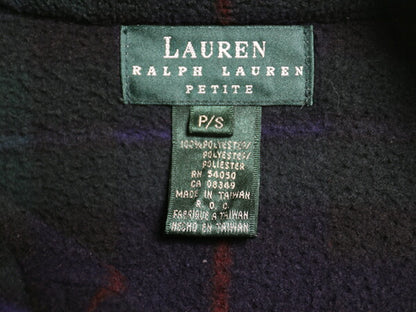 LAUREN
RALPH LAUREN
PETITE
P/S
100% POLYESTER/
POLYESTER/
POLIESTER
RN 54050
CA 08349
MADE IN TAIWAN
R. O. C.
FABRIQUE A TAIWAN
HECHO EN TAIWAN